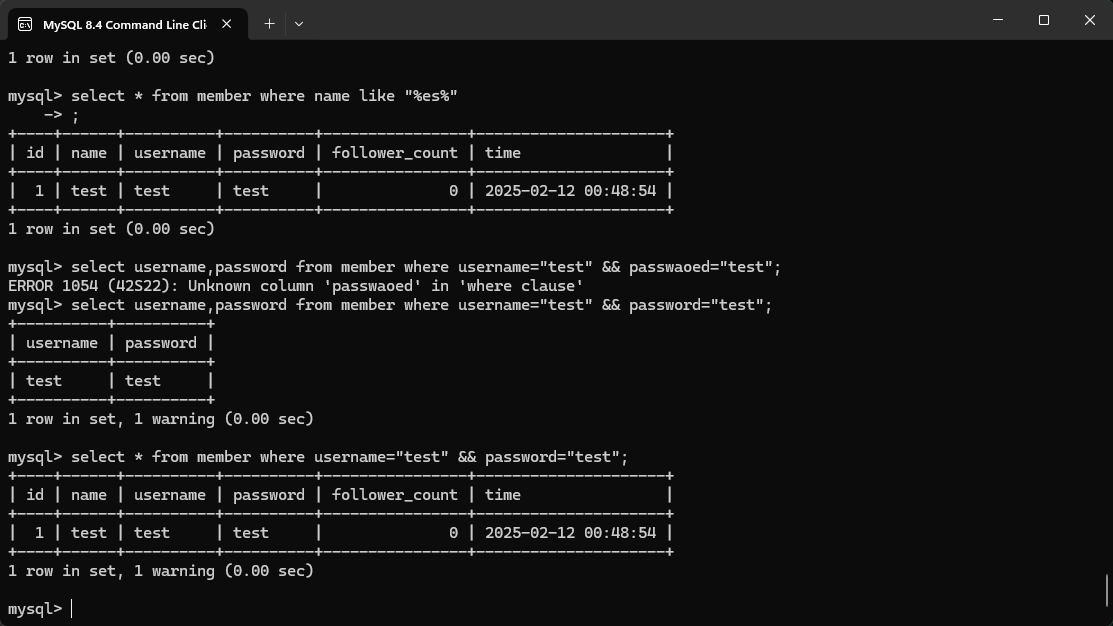 MySQL 8.4 Command Line Cli
1 row in set (0.00 sec)
mysql> select * from member where name like "%es%"
    -> ;
+----+------+----------+----------+----------------+---------------------+
| id | name | username | password | follower_count | time                |
+----+------+----------+----------+----------------+---------------------+
|  1 | test | test     | test     |              0 | 2025-02-12 00:48:54 |
+----+------+----------+----------+----------------+---------------------+
1 row in set (0.00 sec)
mysql> select username,password from member where username="test" && passwaoed="test";
ERROR 1054 (42S22): Unknown column 'passwaoed' in 'where clause'
mysql> select username,password from member where username="test" && password="test";
+----------+----------+
| username | password |
+----------+----------+
| test     | test     |
+----------+----------+
1 row in set, 1 warning (0.00 sec)
mysql> select * from member where username="test" && password="test";
+----+------+----------+----------+----------------+---------------------+
| id | name | username | password | follower_count | time                |
+----+------+----------+----------+----------------+---------------------+
|  1 | test | test     | test     |              0 | 2025-02-12 00:48:54 |
+----+------+----------+----------+----------------+---------------------+
1 row in set, 1 warning (0.00 sec)
mysql>